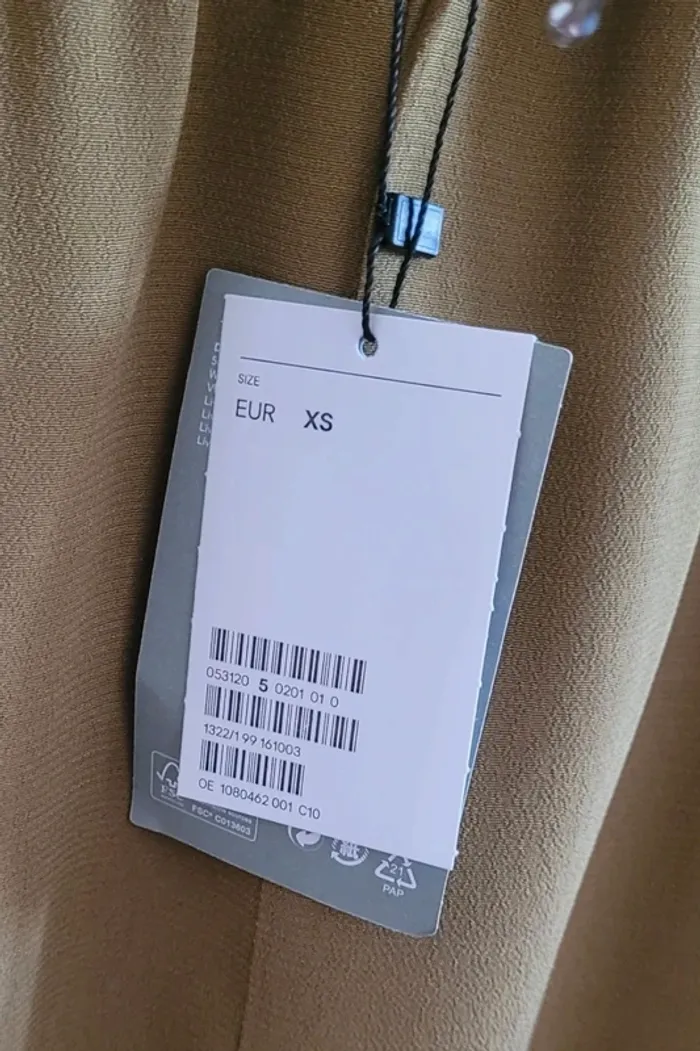 SIZE
EUR XS
053120 5 0201 01 0
1322/1 99 161003
OE 1080462 001 C10
FSC® C013603
紙
21
PAP